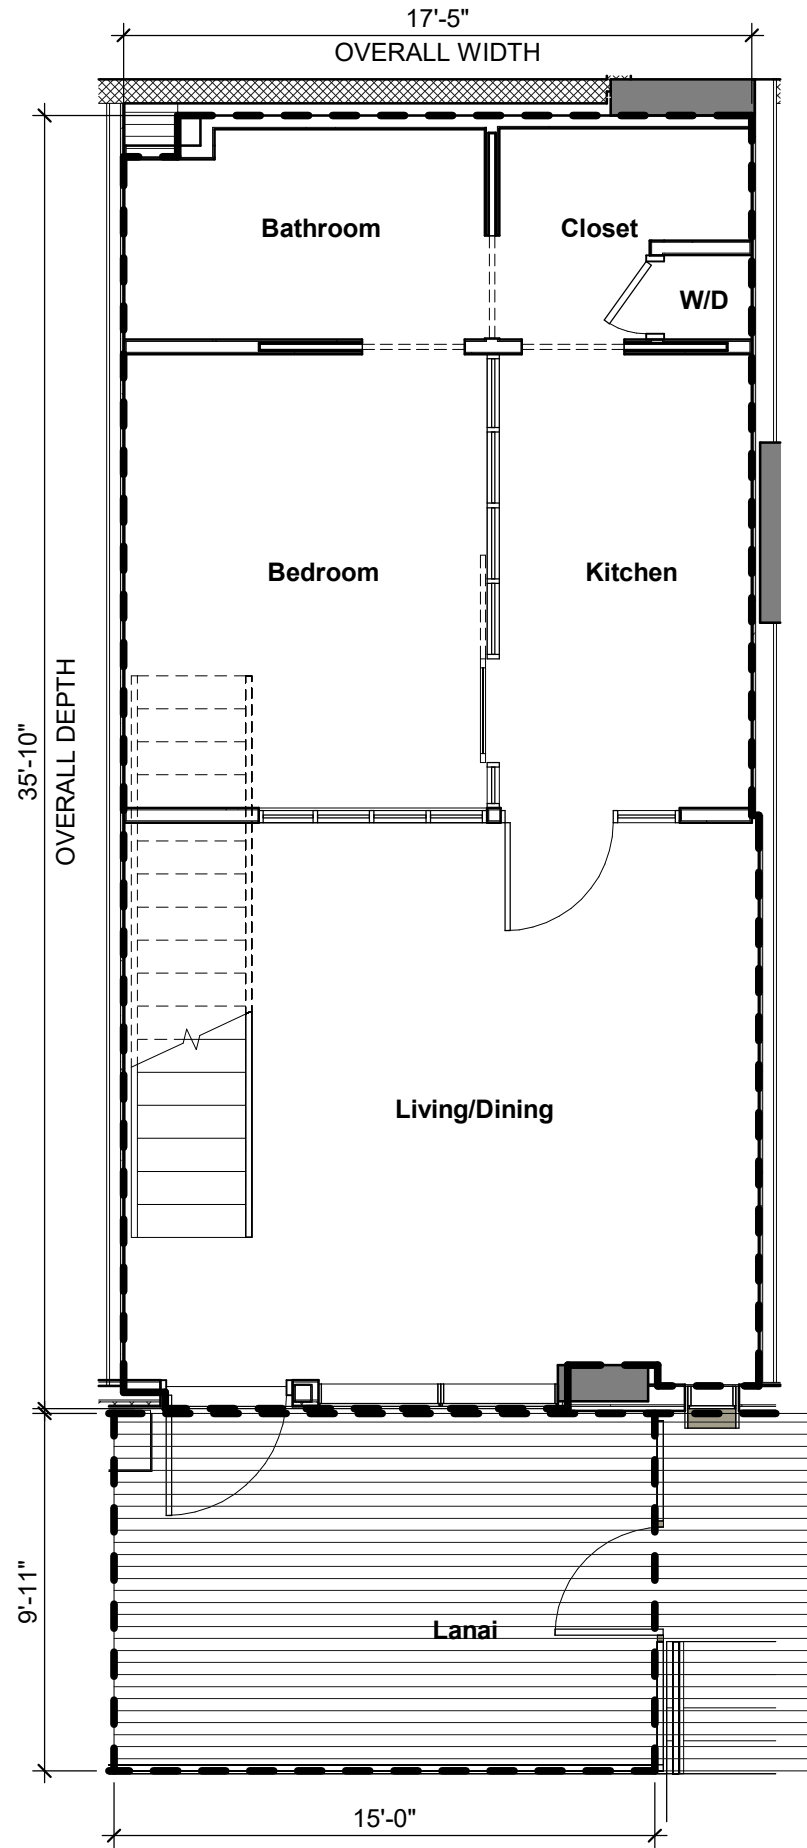 17'-5"
OVERALL WIDTH
Bathroom
Closet
W/D
Bedroom
Kitchen
35'-10"
OVERALL DEPTH
Living/Dining
9'-11"
Lanai
15'-0"